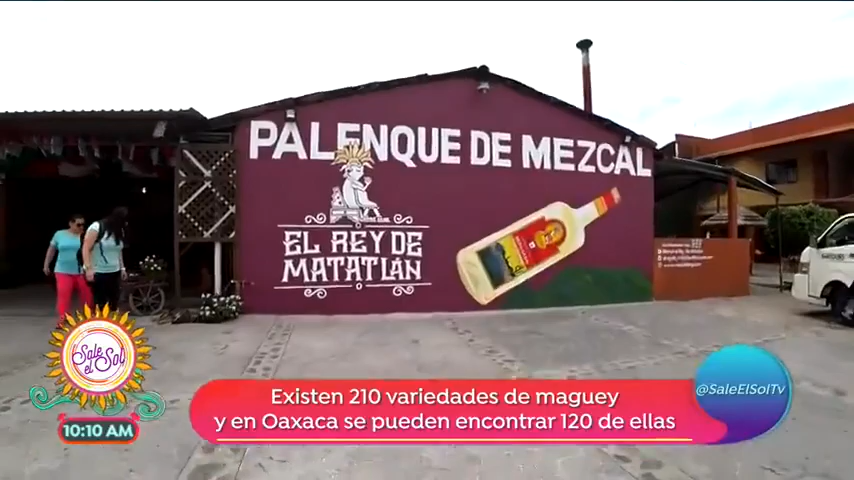 PALENQUE DE MEZCAL
EL REY DE
MATATLÁN
Sale
el Sol
10:10 AM
Existen 210 variedades de maguey
y en Oaxaca se pueden encontrar 120 de ellas
@SaleElSolTv